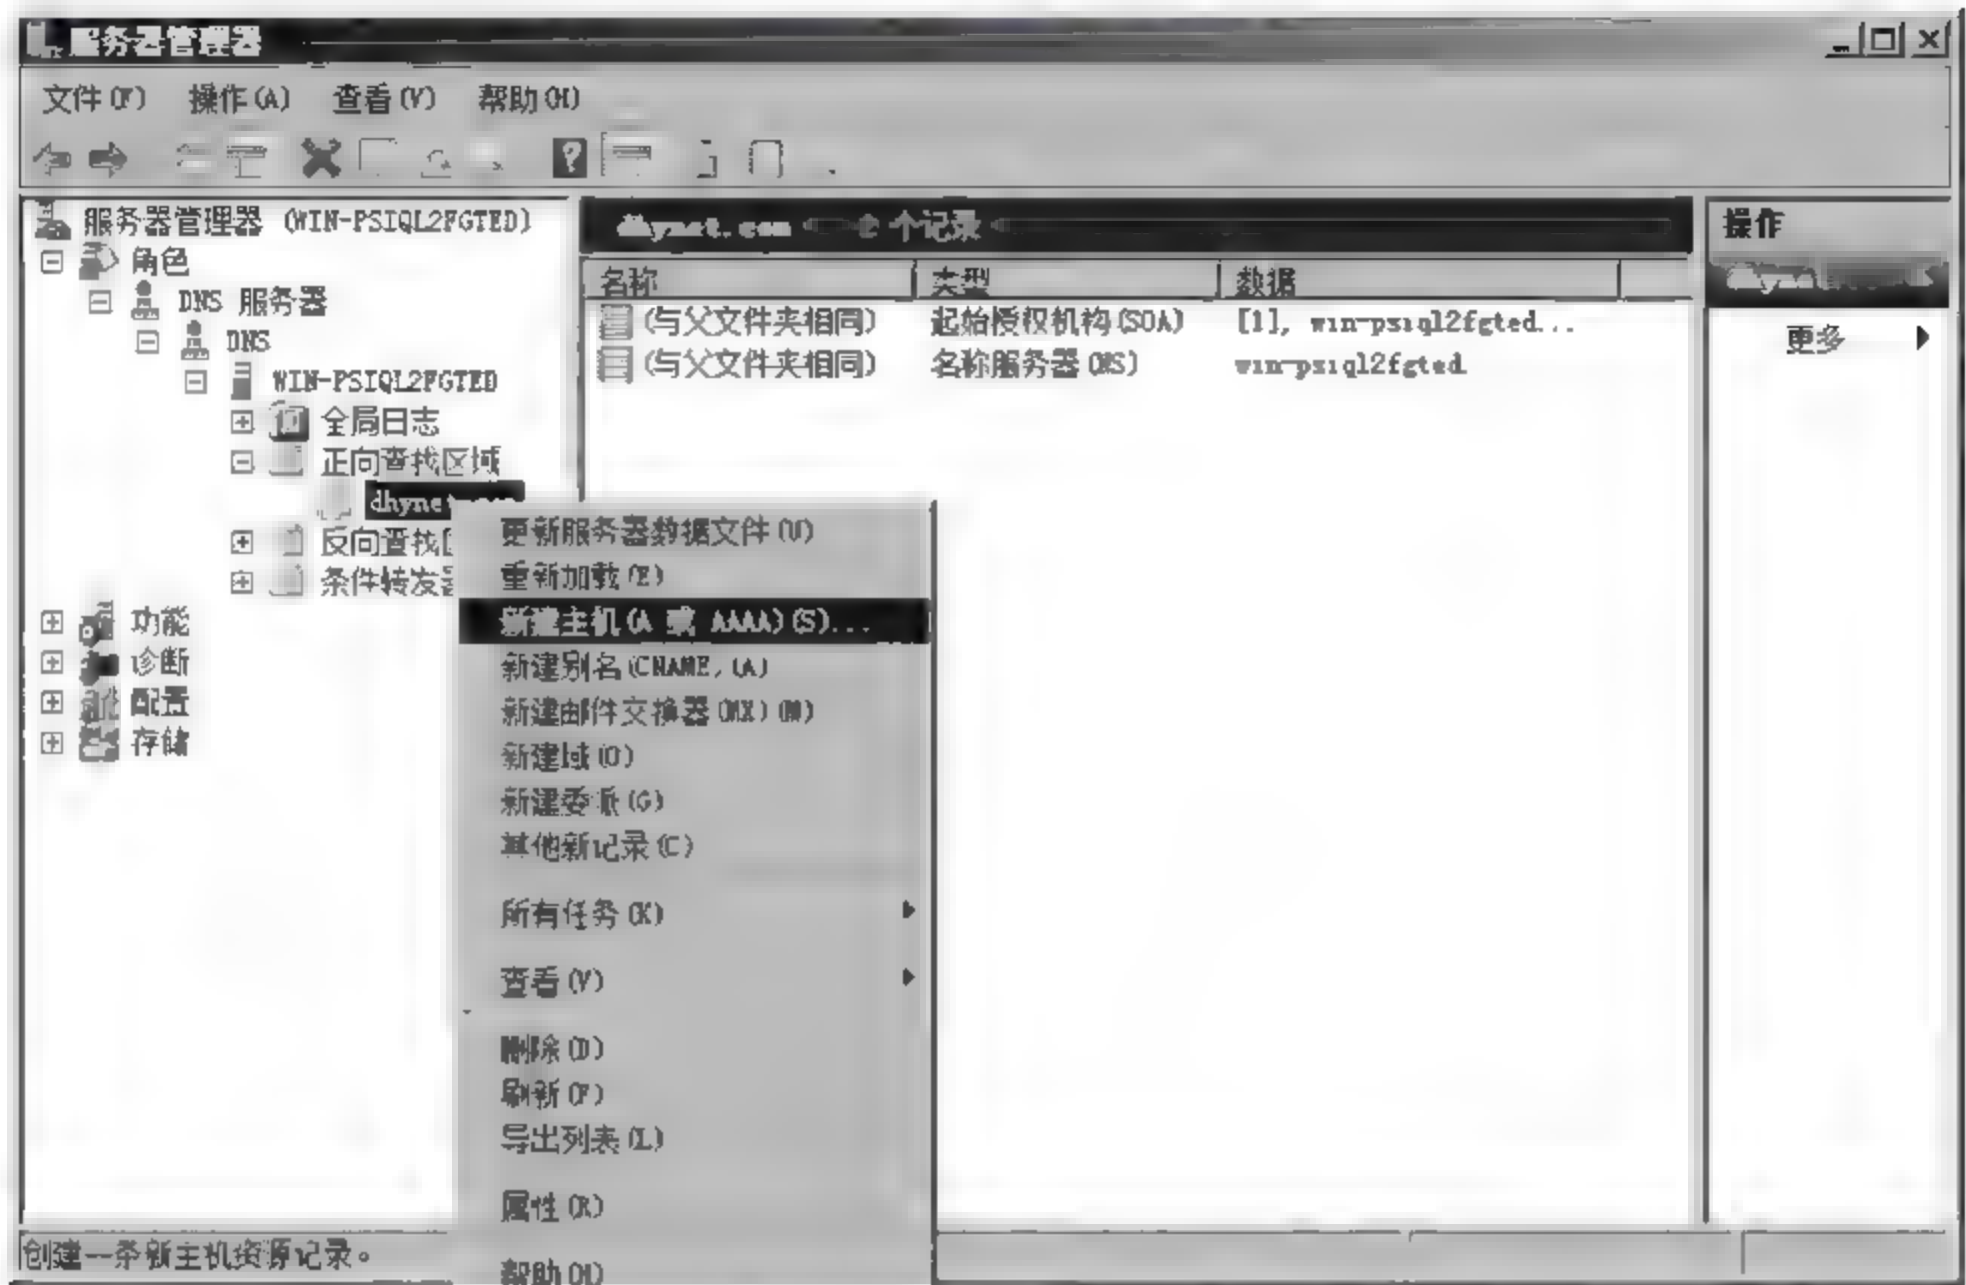 服务器管理器
文件(F) 操作(A) 查看(V) 帮助(H)
服务器管理器 (WIN-PSIQL2FGTED)
角色
DNS 服务器
DNS
WIN-PSIQL2FGTED
全局日志
正向查找区域
dhynet
反向查找
条件转发器
功能
诊断
配置
存储
dhynet.com 2 个记录
名称 类型 数据
(与父文件夹相同) 起始授权机构(SOA) [1], win-psiql2fgted...
(与父文件夹相同) 名称服务器(NS) win-psiql2fgted.
操作
更多
更新服务器数据文件(U)
重新加载(E)
新建主机(A 或 AAAA)(S)...
新建别名(CNAME)(A)
新建邮件交换器(MX)(M)
新建域(O)
新建委派(G)
其他新记录(C)
所有任务(K)
查看(V)
删除(D)
刷新(F)
导出列表(L)
属性(R)
帮助(H)
创建一条新主机资源记录。